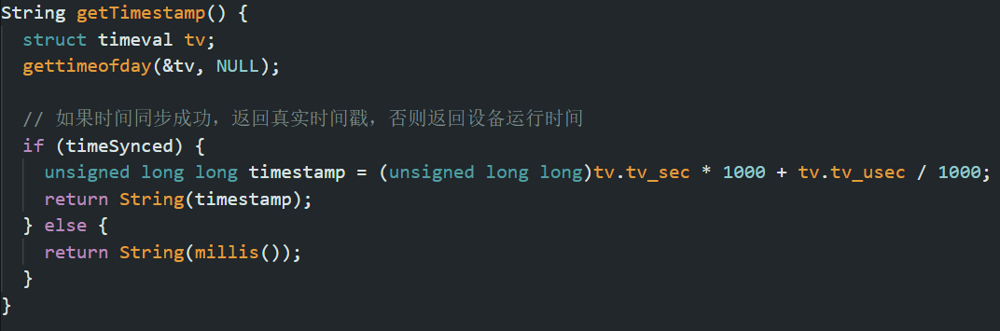 String getTimestamp() {
  struct timeval tv;
  gettimeofday(&tv, NULL);
  // 如果时间同步成功，返回真实时间戳，否则返回设备运行时间
  if (timeSynced) {
    unsigned long long timestamp = (unsigned long long)tv.tv_sec * 1000 + tv.tv_usec / 1000;
    return String(timestamp);
  } else {
    return String(millis());
  }
}